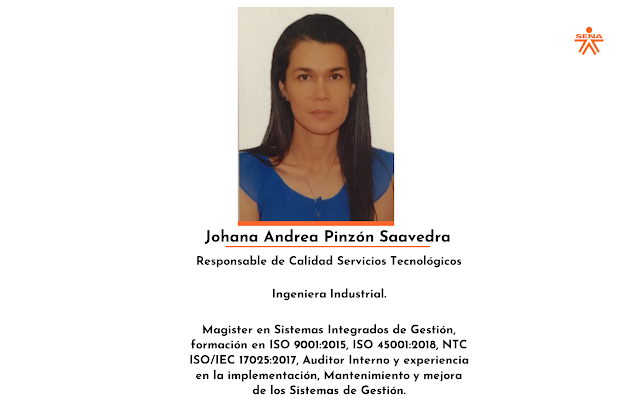 SENA
Johana Andrea Pinzón Saavedra
Responsable de Calidad Servicios Tecnológicos
Ingeniera Industrial.
Magister en Sistemas Integrados de Gestión,
formación en ISO 9001:2015, ISO 45001:2018, NTC
ISO/IEC 17025:2017, Auditor Interno y experiencia
en la implementación, Mantenimiento y mejora
de los Sistemas de Gestión.